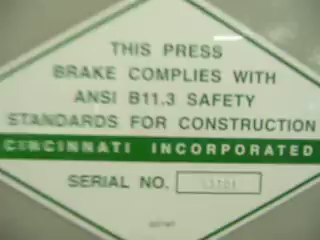 THIS PRESS
BRAKE COMPLIES WITH
ANSI B11.3 SAFETY
STANDARDS FOR CONSTRUCTION
CINCINNATI INCORPORATED
SERIAL NO.